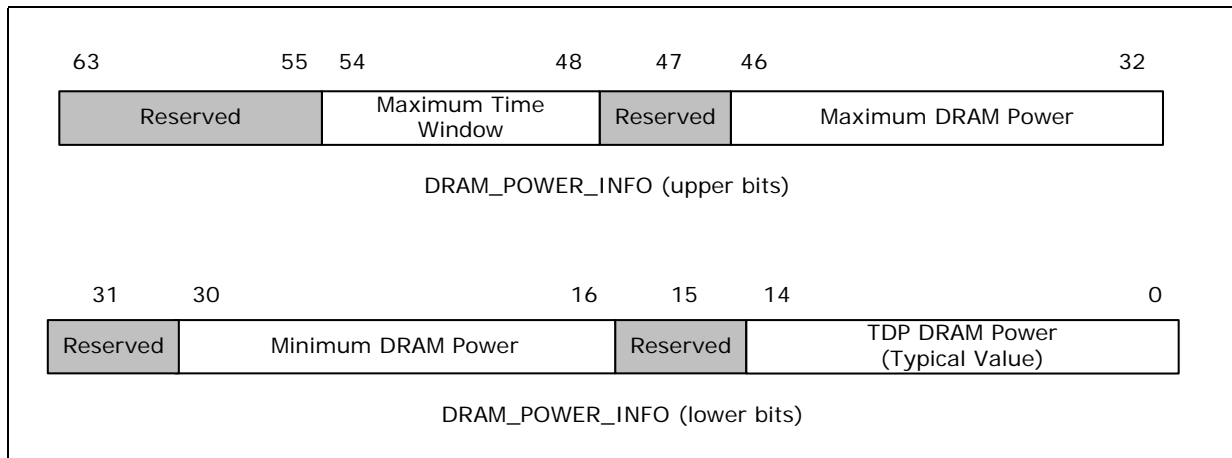 63 55 54 48 47 46 32
Reserved Maximum Time Window Reserved Maximum DRAM Power
DRAM_POWER_INFO (upper bits)
31 30 16 15 14 0
Reserved Minimum DRAM Power Reserved TDP DRAM Power (Typical Value)
DRAM_POWER_INFO (lower bits)